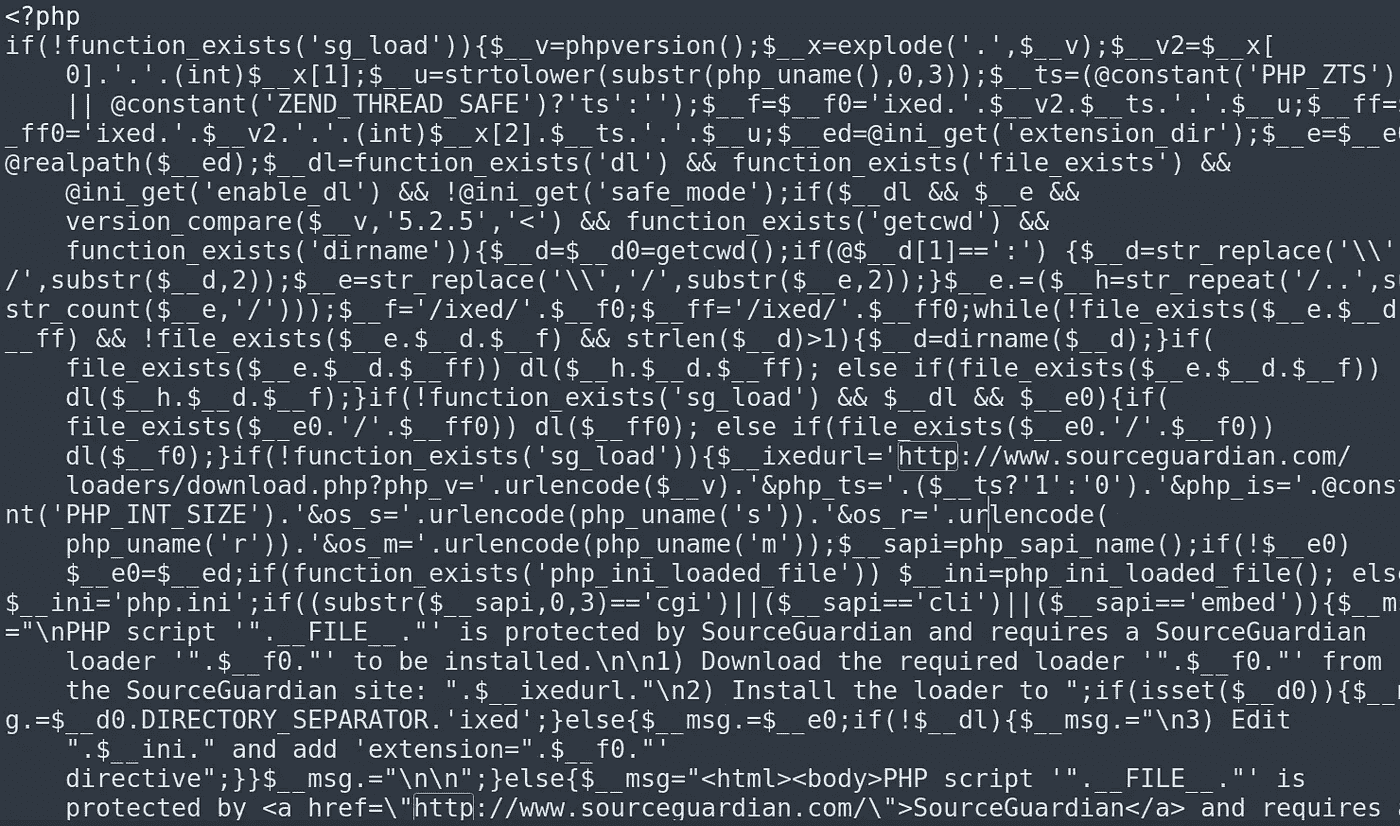 <?php
if(!function_exists('sg_load')){$__v=phpversion();$__x=explode('.',$__v);$__v2=$__x[
0].'.'.(int)$__x[1];$__u=strtolower(substr(php_uname(),0,3));$__ts=(@constant('PHP_ZTS')
|| @constant('ZEND_THREAD_SAFE')?'ts':'');$__f=$__f0='ixed.'.$__v2.$__ts.'.'.$__u;$__ff=
_ff0='ixed.'.$__v2.'.'.(int)$__x[2].$__ts.'.'.$__u;$__ed=@ini_get('extension_dir');$__e=$__e
@realpath($__ed);$__dl=function_exists('dl') && function_exists('file_exists') &&
@ini_get('enable_dl') && !@ini_get('safe_mode');if($__dl && $__e &&
version_compare($__v,'5.2.5','<') && function_exists('getcwd') &&
function_exists('dirname')){$__d=$__d0=getcwd();if(@$__d[1]==':') {$__d=str_replace('\\'
/',substr($__d,2));$__e=str_replace('\\','/',substr($__e,2));}$__e.=($__h=str_repeat('/..',s
str_count($__e,'/')));$__f='/ixed/'.$__f0;$__ff='/ixed/'.$__ff0;while(!file_exists($__e.$__d
__ff) && !file_exists($__e.$__d.$__f) && strlen($__d)>1){$__d=dirname($__d);}if(
file_exists($__e.$__d.$__ff)) dl($__h.$__d.$__ff); else if(file_exists($__e.$__d.$__f))
dl($__h.$__d.$__f);}if(!function_exists('sg_load') && $__dl && $__e0){if(
file_exists($__e0.'/'.$__ff0)) dl($__ff0); else if(file_exists($__e0.'/'.$__f0))
dl($__f0);}if(!function_exists('sg_load')){$__ixedurl='http://www.sourceguardian.com/
loaders/download.php?php_v='.urlencode($__v).'&php_ts='.($__ts?'1':'0').'&php_is='.@cons
nt('PHP_INT_SIZE').'&os_s='.urlencode(php_uname('s')).'&os_r='.urlencode(
php_uname('r')).'&os_m='.urlencode(php_uname('m'));$__sapi=php_sapi_name();if(!$__e0)
$__e0=$__ed;if(function_exists('php_ini_loaded_file')) $__ini=php_ini_loaded_file(); els
$__ini='php.ini';if((substr($__sapi,0,3)=='cgi')||($__sapi=='cli')||($__sapi=='embed')){$__m
="\nPHP script '".__FILE__."' is protected by SourceGuardian and requires a SourceGuardian
loader '".$__f0."' to be installed.\n\n1) Download the required loader '".$__f0."' from
the SourceGuardian site: ".$__ixedurl."\n2) Install the loader to ";if(isset($__d0)){$__
g.=$__d0.DIRECTORY_SEPARATOR.'ixed';}else{$__msg.=$__e0;if(!$__dl){$__msg.="\n3) Edit
".$__ini." and add 'extension=".$__f0."'
directive";}}$__msg.="\n\n";}else{$__msg="<html><body>PHP script '".__FILE__."' is
protected by <a href=\"http://www.sourceguardian.com/\">SourceGuardian</a> and requires